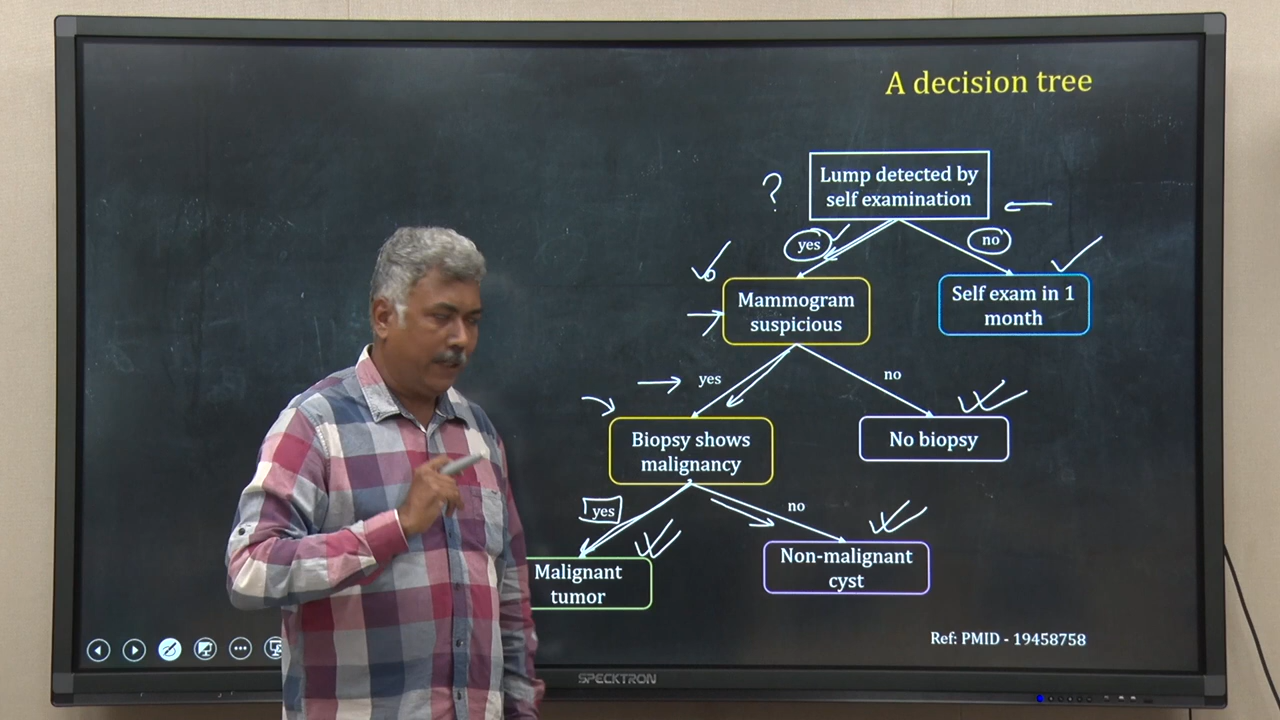 A decision tree
Lump detected by
self examination
?
yes
no
Mammogram
suspicious
Self exam in 1
month
yes
no
Biopsy shows
malignancy
No biopsy
yes
no
Malignant
tumor
Non-malignant
cyst
Ref: PMID - 19458758
SPECKTRON